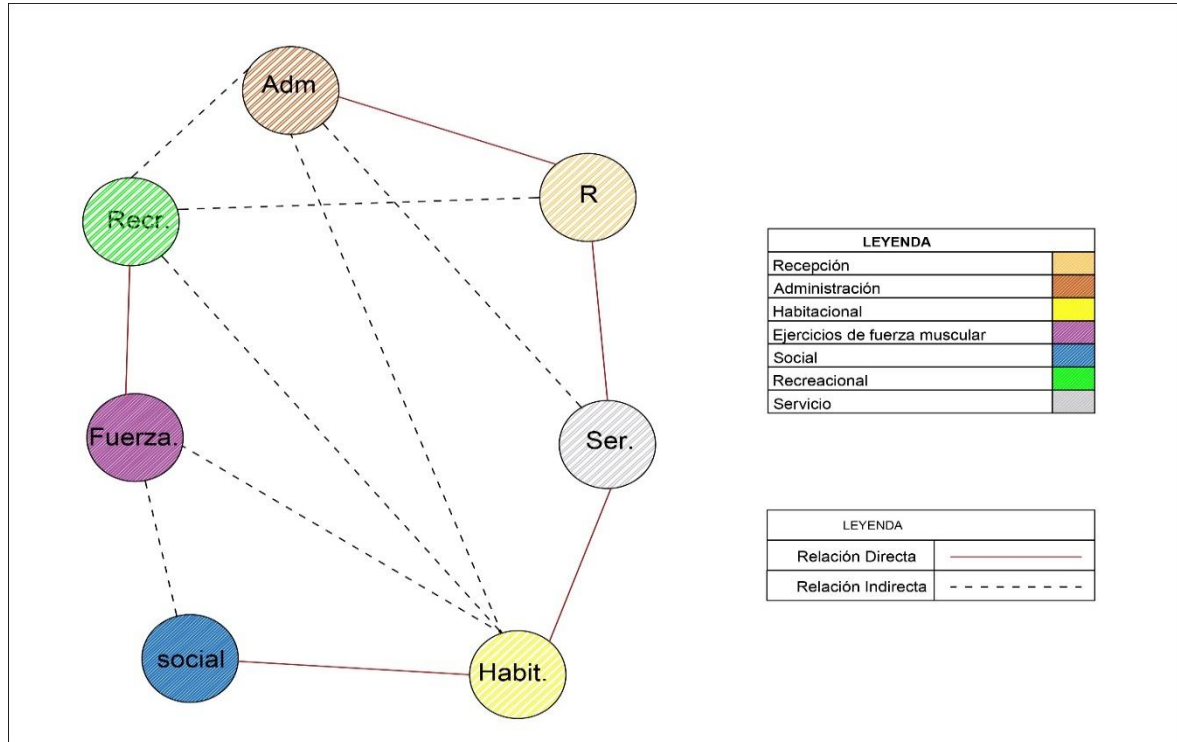 Adm
R
Recr.
Fuerza.
Ser.
social
Habit.
LEYENDA
Recepción
Administración
Habitacional
Ejercicios de fuerza muscular
Social
Recreacional
Servicio
LEYENDA
Relación Directa
Relación Indirecta